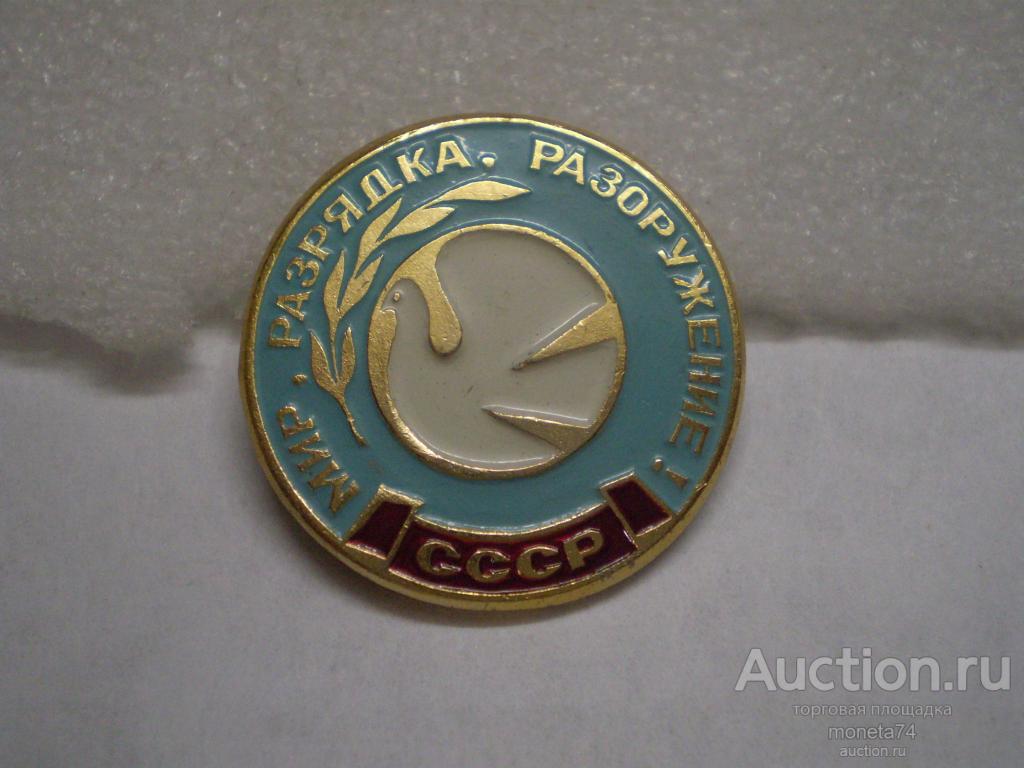 МИР. РАЗРЯДКА. РАЗОРУЖЕНИЕ!
СССР
Auction.ru
торговая площадка
moneta74
auction.ru